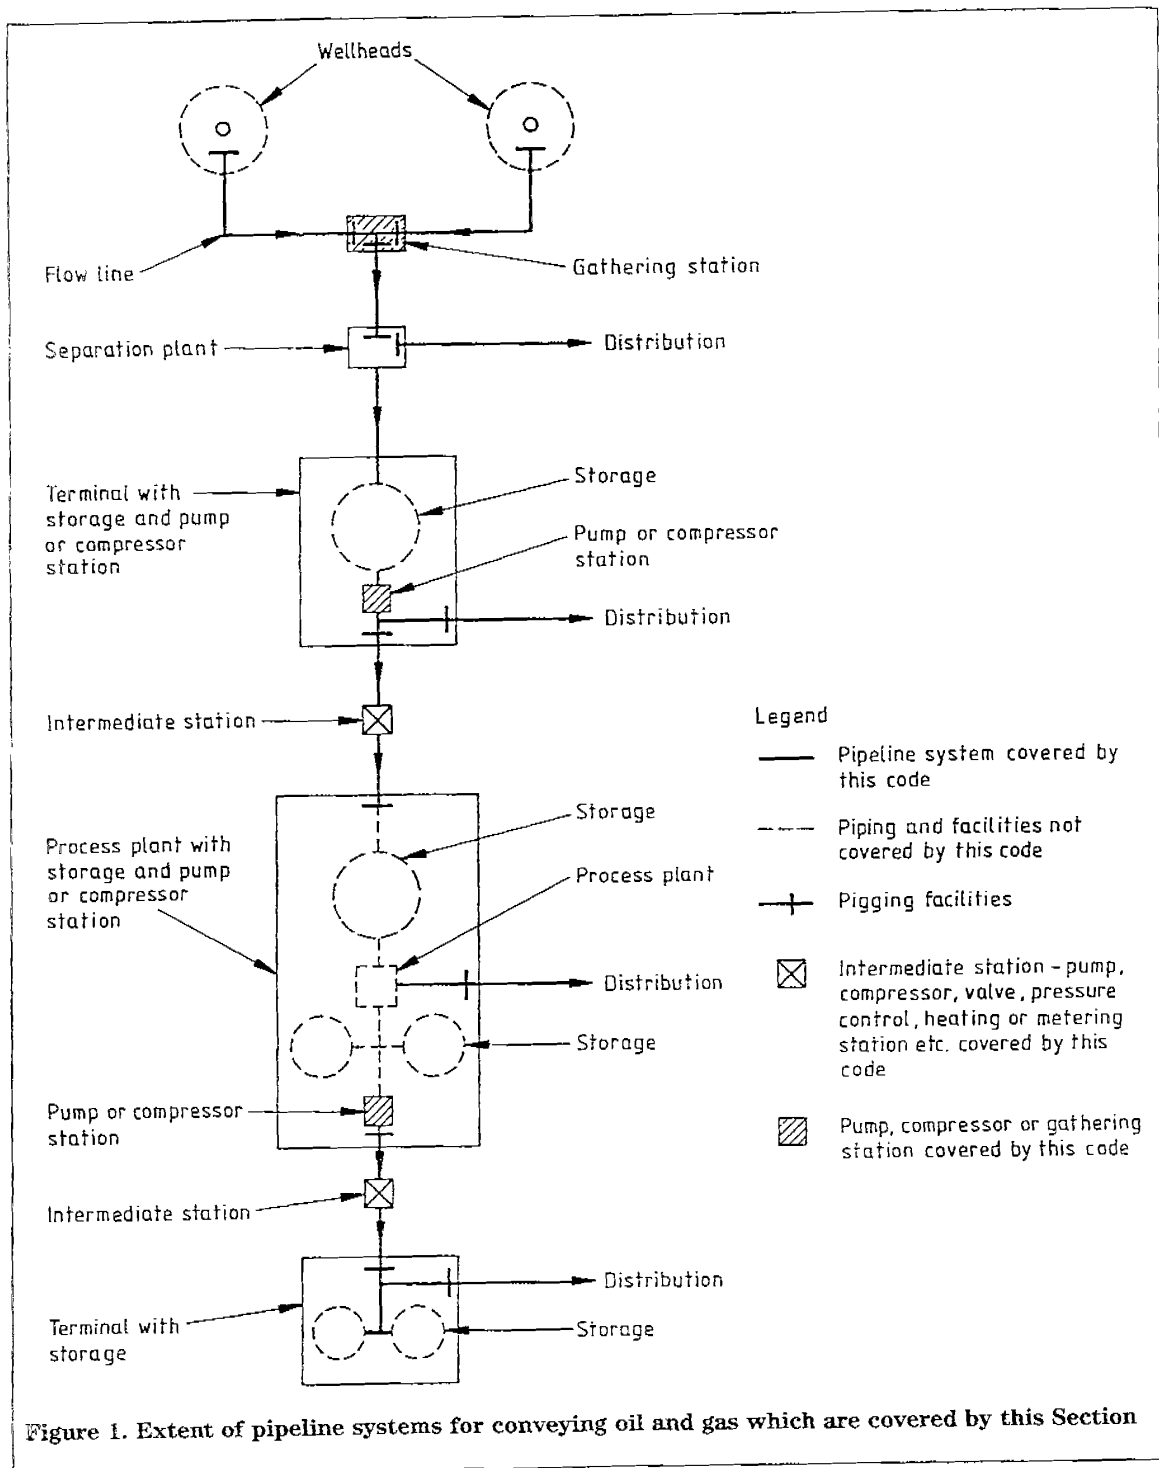 Wellheads
Flow line
Gathering station
Separation plant
Distribution
Terminal with
storage and pump
or compressor
station
Storage
Pump or compressor
station
Distribution
Intermediate station
Process plant with
storage and pump
or compressor
station
Storage
Process plant
Distribution
Storage
Pump or compressor
station
Intermediate station
Distribution
Terminal with
storage
Storage
Legend
Pipeline system covered by
this code
Piping and facilities not
covered by this code
Pigging facilities
Intermediate station - pump,
compressor, valve, pressure
control, heating or metering
station etc. covered by this
code
Pump, compressor or gathering
station covered by this code
Figure 1. Extent of pipeline systems for conveying oil and gas which are covered by this Section